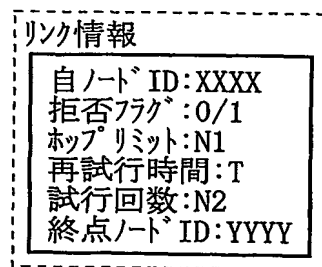 リンク情報
自ノードID:XXXX
拒否フラグ:0/1
ホップリミット:N1
再試行時間:T
試行回数:N2
終点ノードID:YYYY